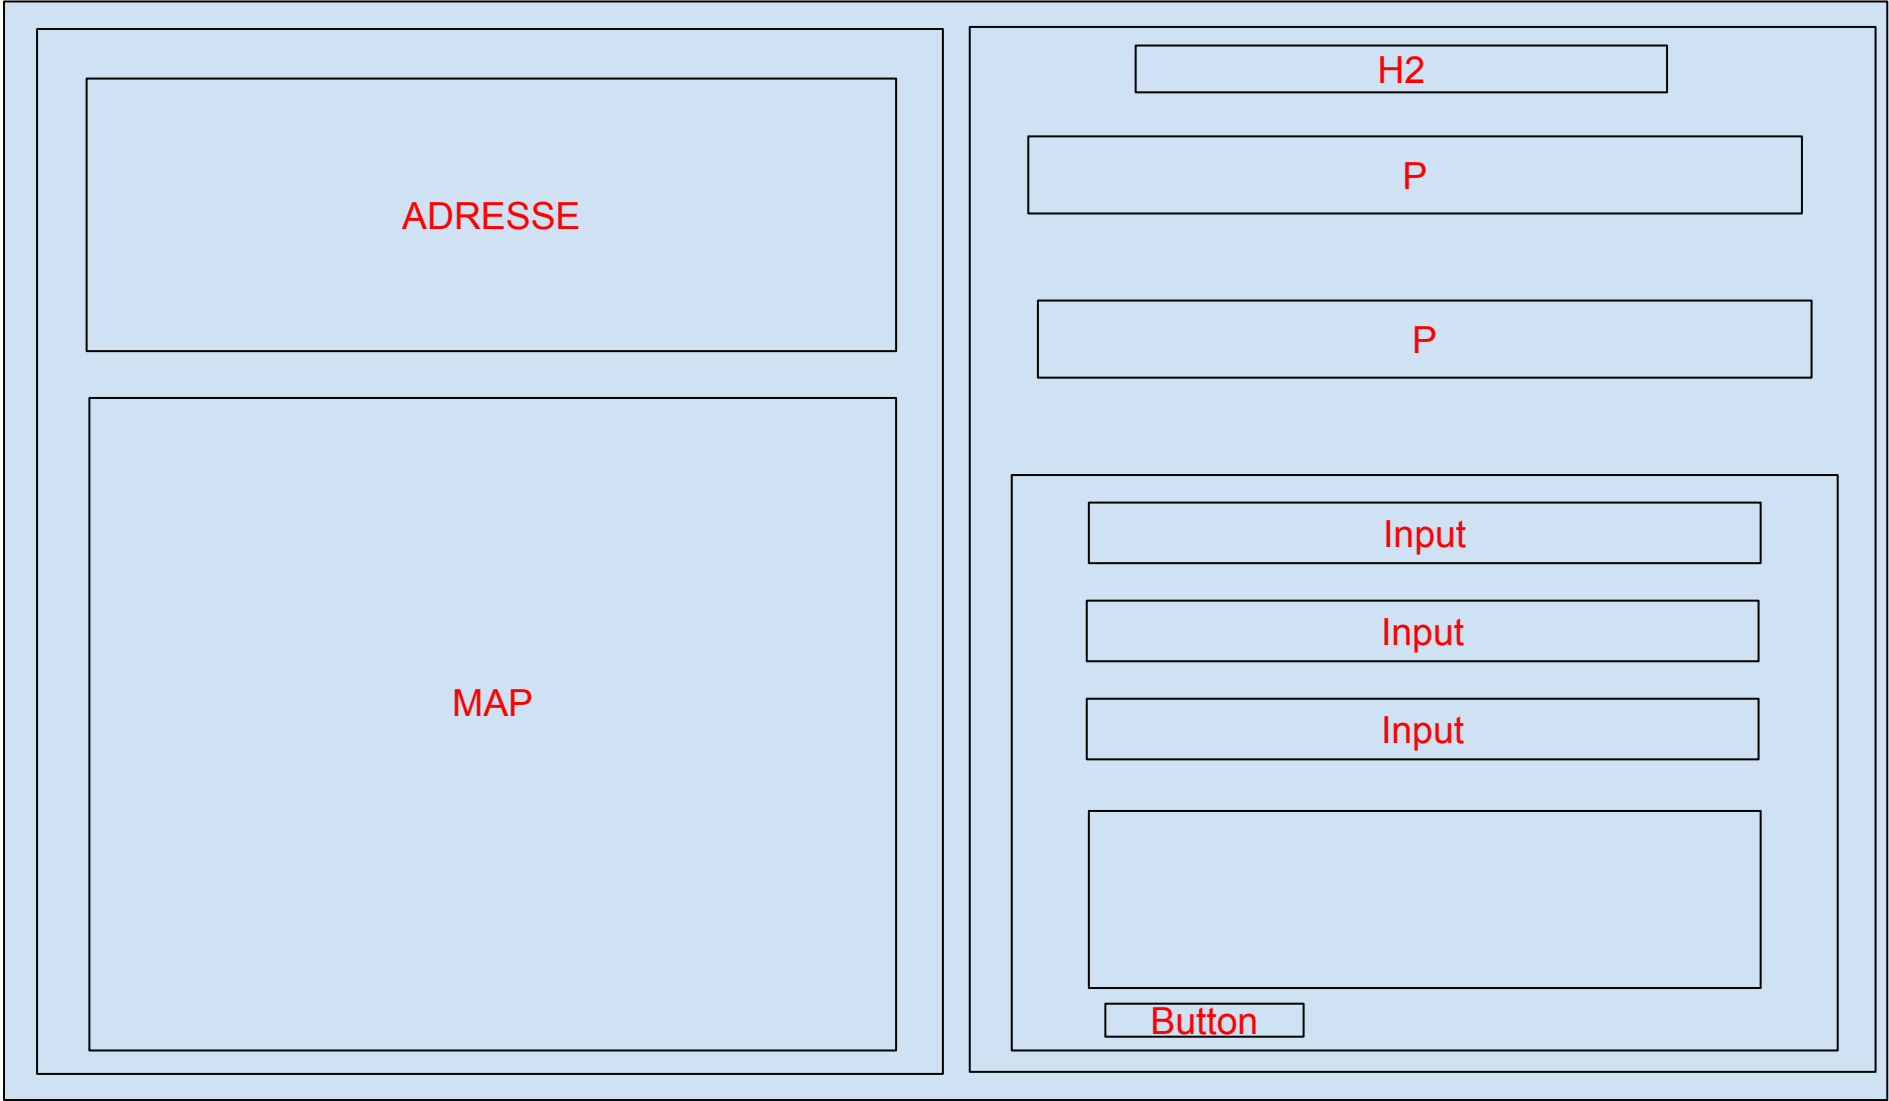 ADRESSE
MAP
H2
P
P
Input
Input
Input
Button